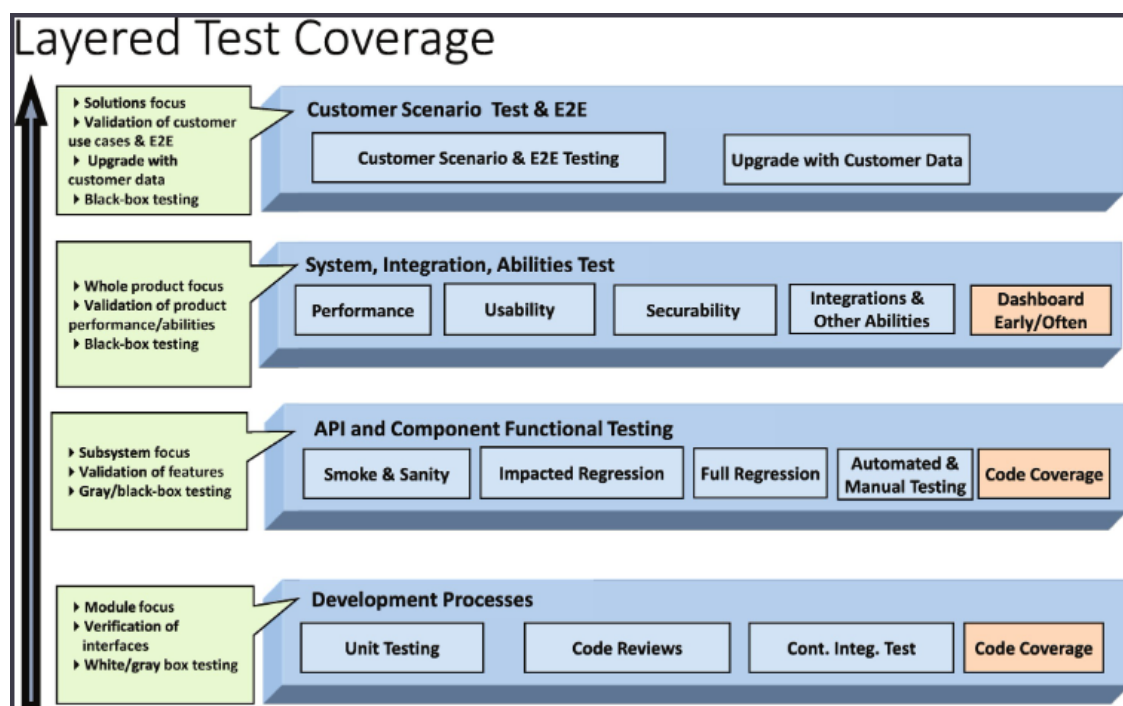 Layered Test Coverage
▸ Solutions focus
▸ Validation of customer
use cases & E2E
▸ Upgrade with
customer data
▸ Black-box testing
Customer Scenario Test & E2E
Customer Scenario & E2E Testing
Upgrade with Customer Data
▸ Whole product focus
▸ Validation of product
performance/abilities
▸ Black-box testing
System, Integration, Abilities Test
Performance
Usability
Securability
Integrations &
Other Abilities
Dashboard
Early/Often
▸ Subsystem focus
▸ Validation of features
▸ Gray/black-box testing
API and Component Functional Testing
Smoke & Sanity
Impacted Regression
Full Regression
Automated &
Manual Testing
Code Coverage
▸ Module focus
▸ Verification of
interfaces
▸ White/gray box testing
Development Processes
Unit Testing
Code Reviews
Cont. Integ. Test
Code Coverage